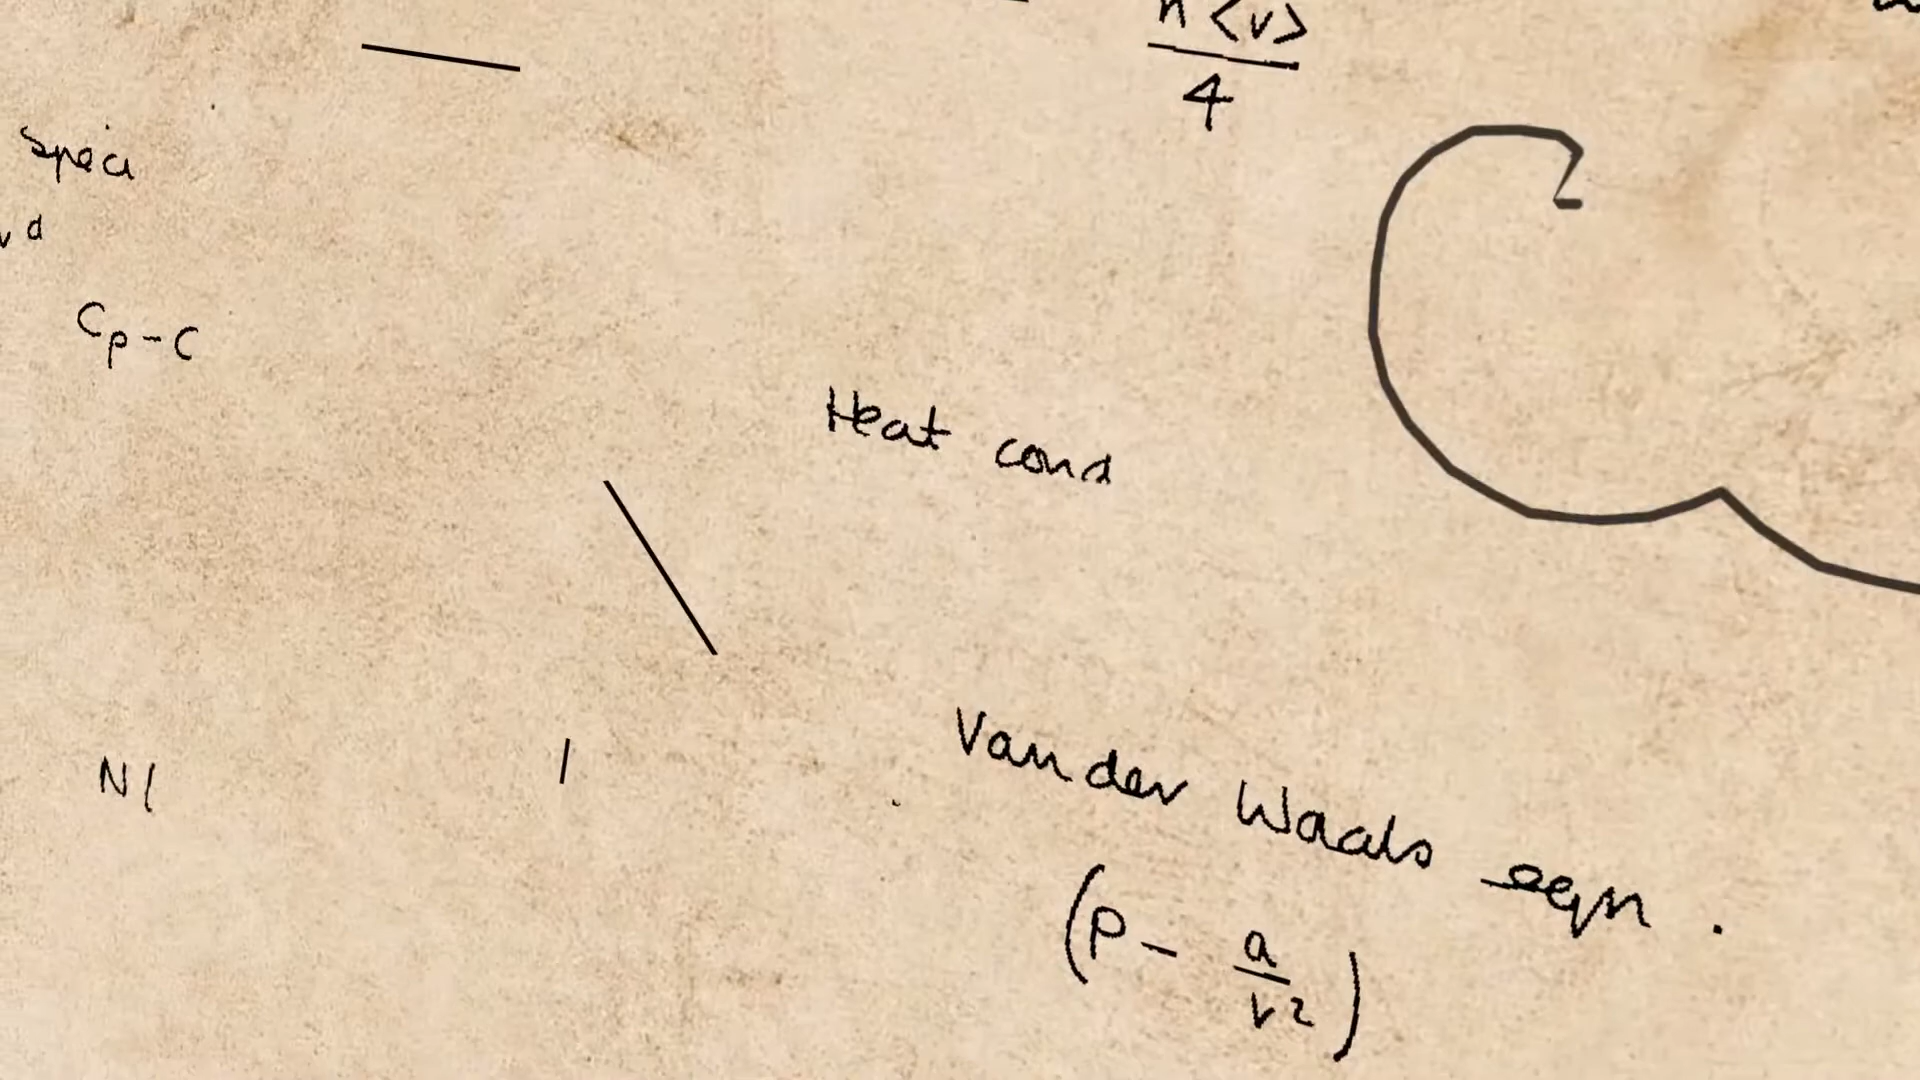 n <v>
4
Speci
v d
Cp - C
Heat cond
N
Van der Waals eqn.
(P - a/v²)